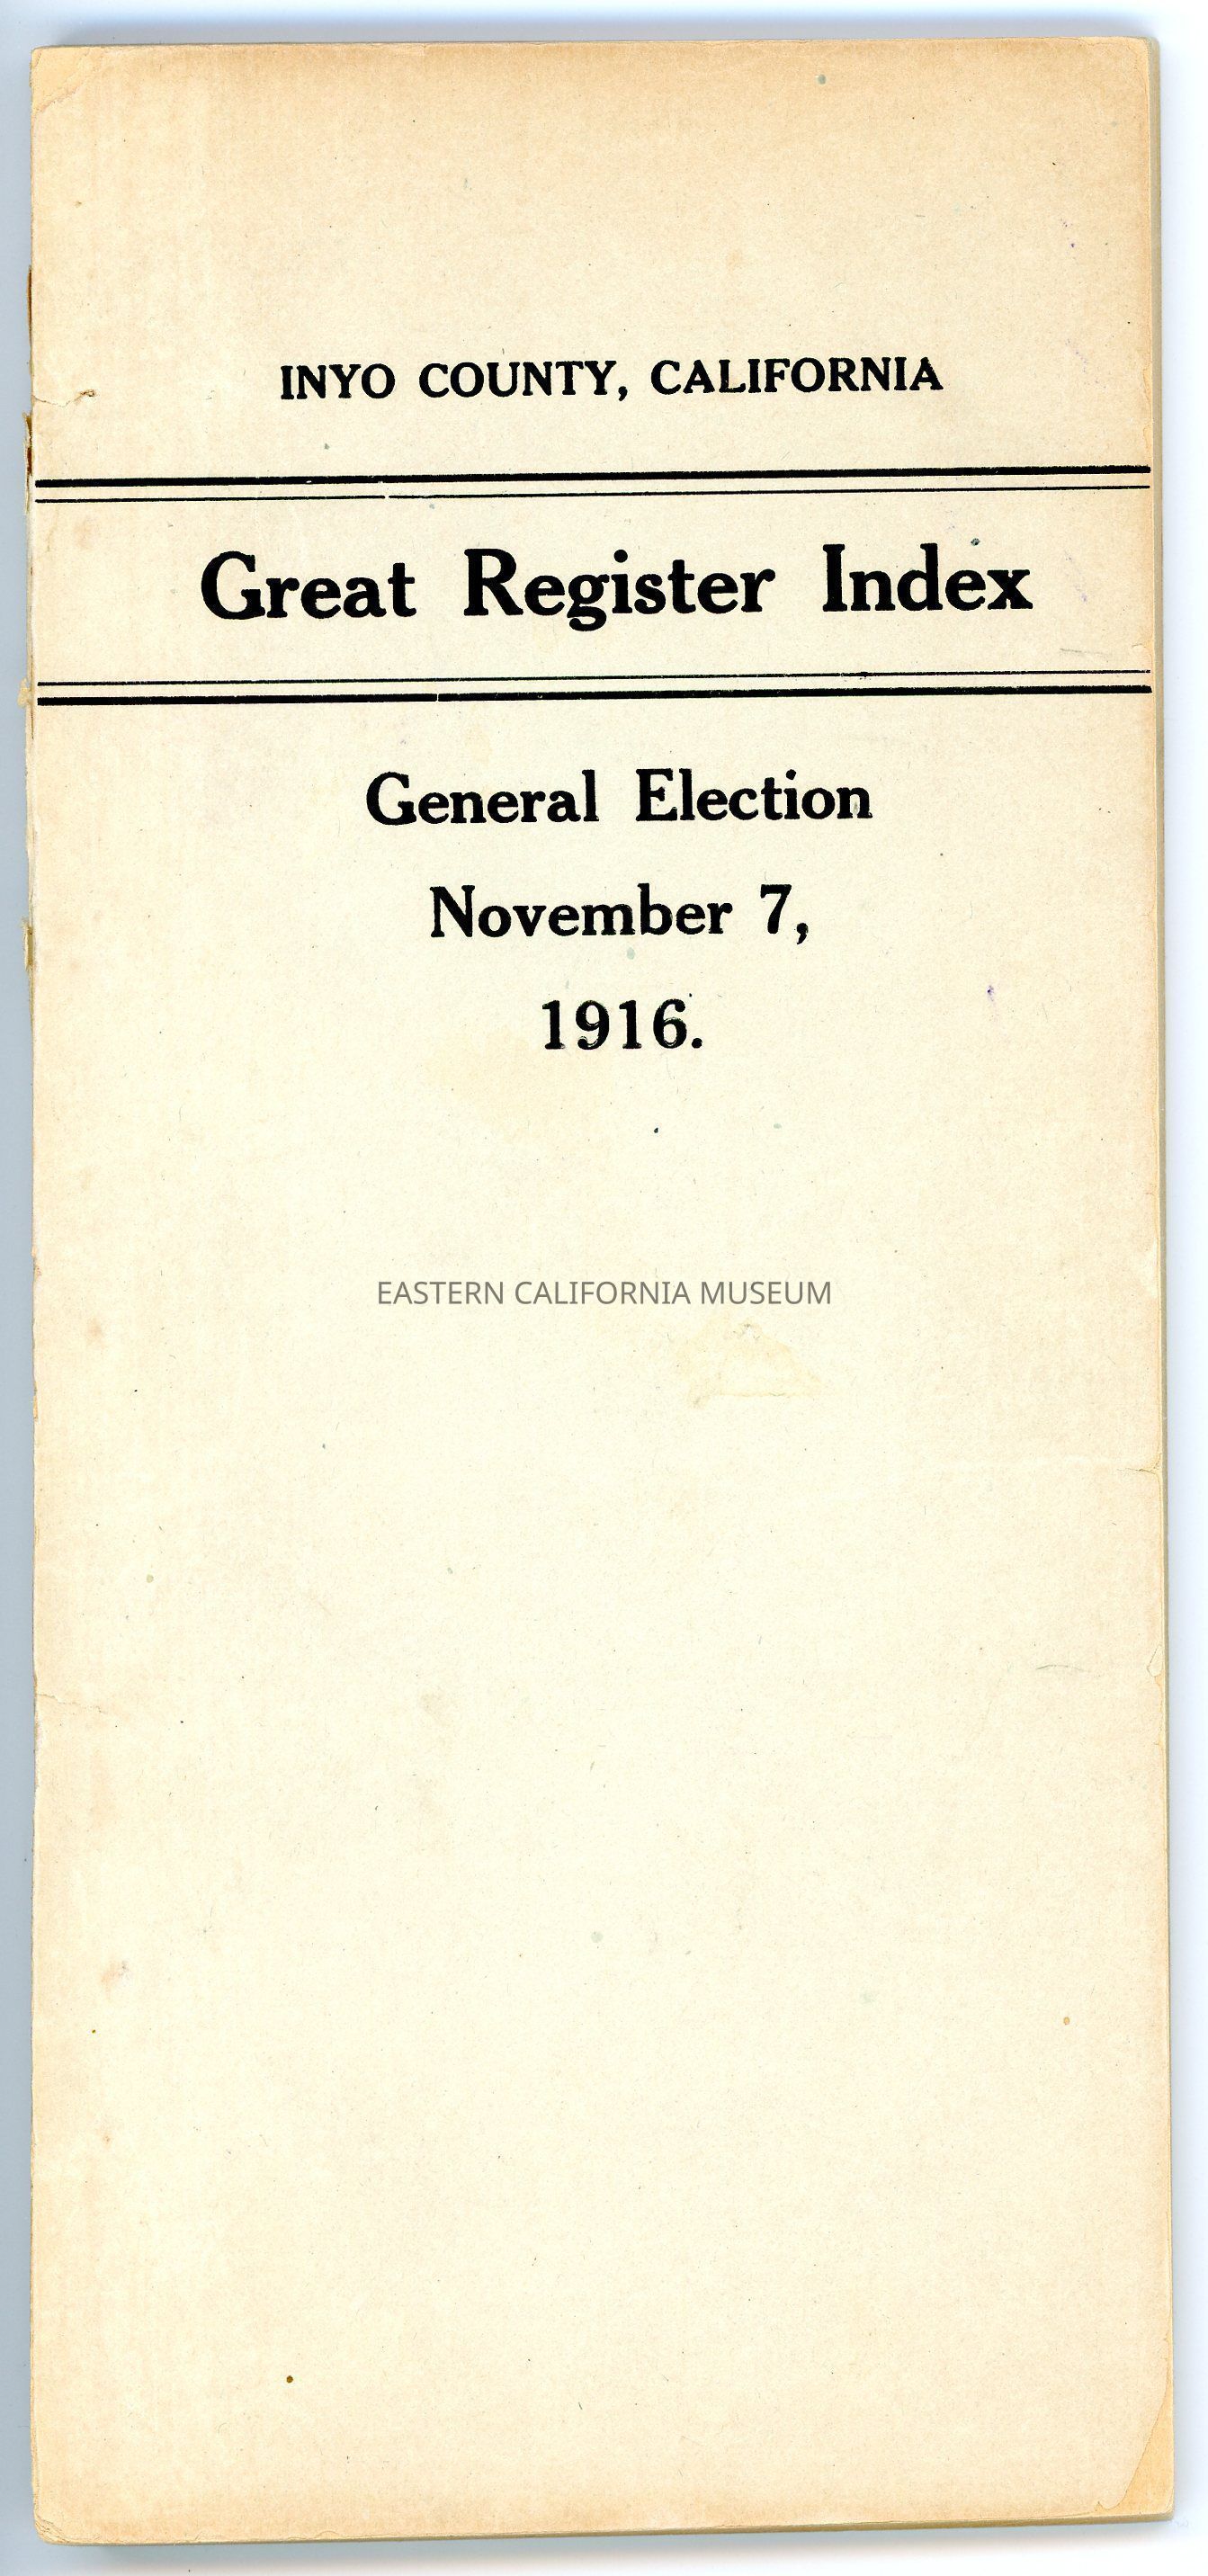 INYO COUNTY, CALIFORNIA
Great Register Index
General Election
November 7,
1916.
EASTERN CALIFORNIA MUSEUM